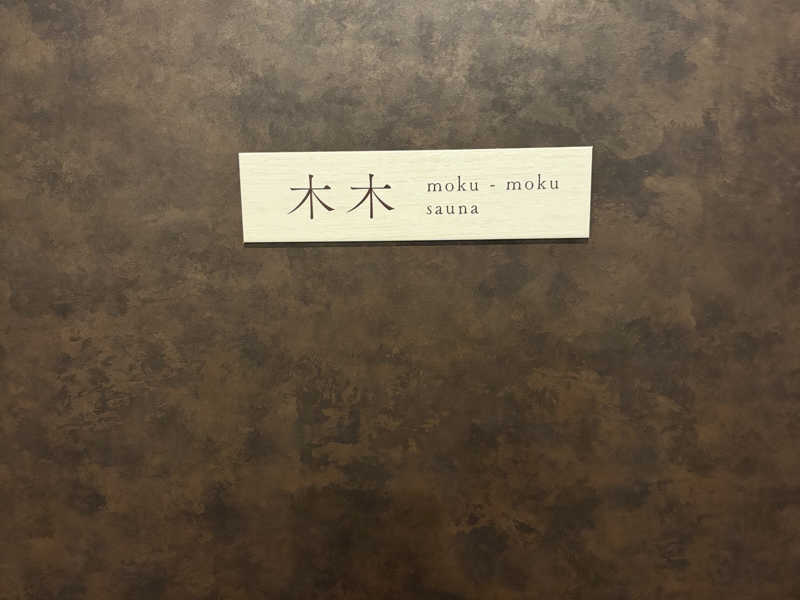 木木
moku - moku
sauna